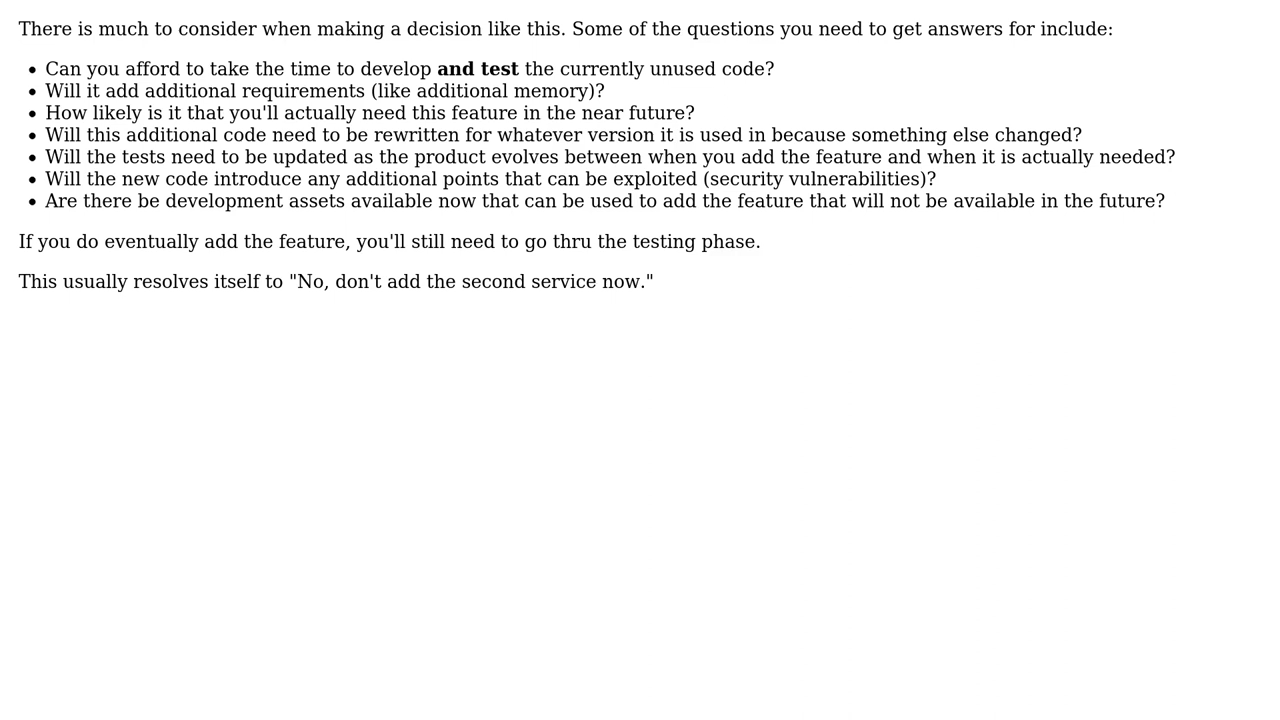 There is much to consider when making a decision like this. Some of the questions you need to get answers for include:
• Can you afford to take the time to develop and test the currently unused code?
• Will it add additional requirements (like additional memory)?
• How likely is it that you'll actually need this feature in the near future?
• Will this additional code need to be rewritten for whatever version it is used in because something else changed?
• Will the tests need to be updated as the product evolves between when you add the feature and when it is actually needed?
• Will the new code introduce any additional points that can be exploited (security vulnerabilities)?
• Are there be development assets available now that can be used to add the feature that will not be available in the future?
If you do eventually add the feature, you'll still need to go thru the testing phase.
This usually resolves itself to "No, don't add the second service now."